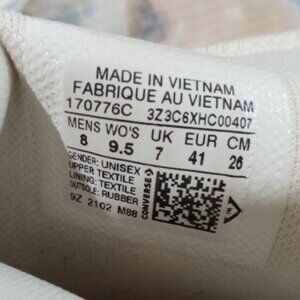 MADE IN VIETNAM
FABRIQUE AU VIETNAM
170776C 3Z3C6XHC00407
MENS WO'S UK EUR CM
8 9.5 7 41 26
GENDER: UNISEX
UPPER: TEXTILE
LINING: TEXTILE
OUTSOLE: RUBBER
9Z 2102 M88
CONVERSE